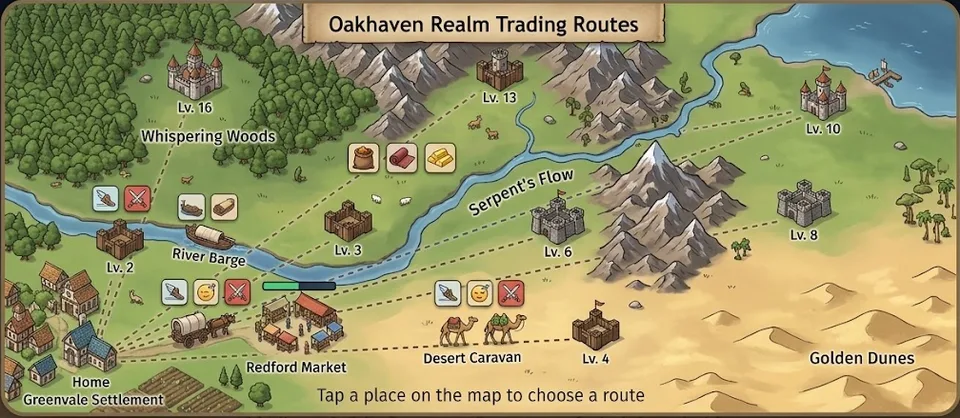 Oakhaven Realm Trading Routes
Lv. 16
Lv. 13
Lv. 10
Whispering Woods
Serpent's Flow
Lv. 8
Lv. 3
Lv. 6
River Barge
Lv. 2
Lv. 4
Desert Caravan
Golden Dunes
Redford Market
Home
Greenvale Settlement
Tap a place on the map to choose a route